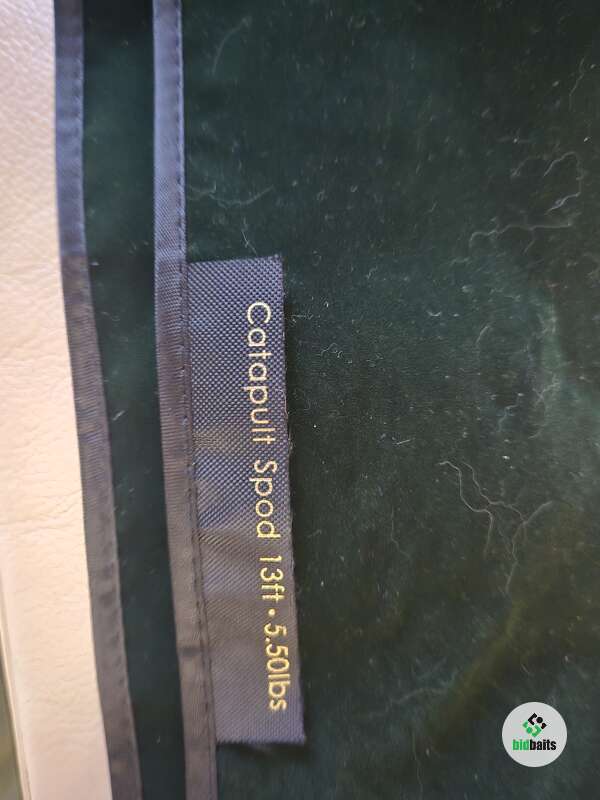 Catapult Spod 13ft • 5.50lbs
bidbaits